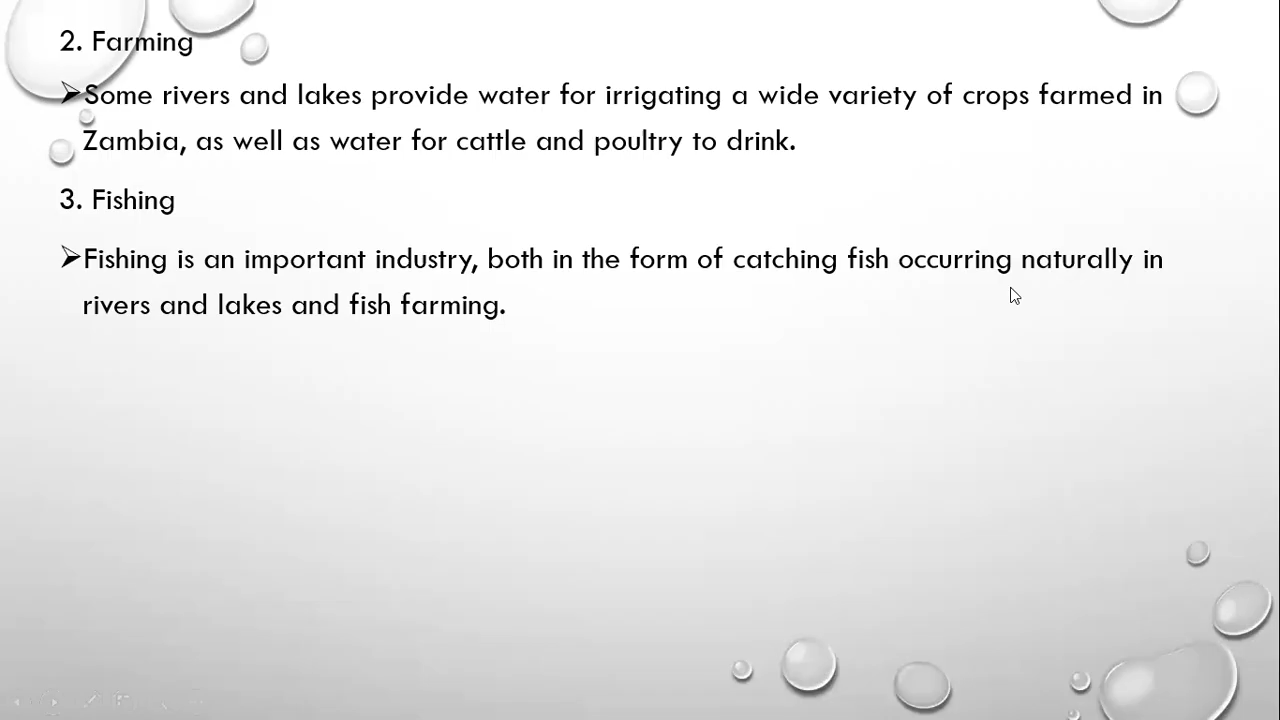 2. Farming
➢Some rivers and lakes provide water for irrigating a wide variety of crops farmed in
Zambia, as well as water for cattle and poultry to drink.
3. Fishing
➢Fishing is an important industry, both in the form of catching fish occurring naturally in
rivers and lakes and fish farming.